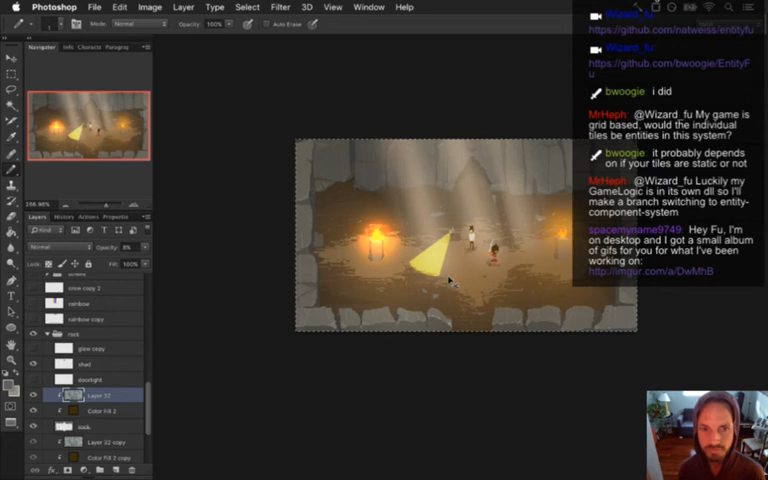 Photoshop File Edit Image Layer Type Select Filter 3D View Window Help
Mode: Normal Opacity: 100% Auto Erase
Navigator Info Charact Paragra
Layers History Actions Propertie
Kind
Normal Opacity: 8%
Lock: Fill: 100%
glow copy 2
rainbow
rainbow copy
rock
glow copy
shad
doorlight
Layer 32
Color Fill 2
rock
Layer 32 copy
Color Fill 2 copy
Wizard_fu:
https://github.com/natweiss/entityfu
Wizard_fu:
https://github.com/bwoogie/EntityF
u
bwoogie: i did
MrHeph: @Wizard_fu My game is
grid based, would the individual
tiles be entities in this system?
bwoogie: it probably depends
on if your tiles are static or not
MrHeph: @Wizard_fu Luckily my
GameLogic is in its own dll so I'll
make a branch switching to entity-
component-system
spacemyname9749: Hey Fu, I'm
on desktop and I got a small album
of gifs for you for what I've been
working on:
http://imgur.com/a/DwMhB